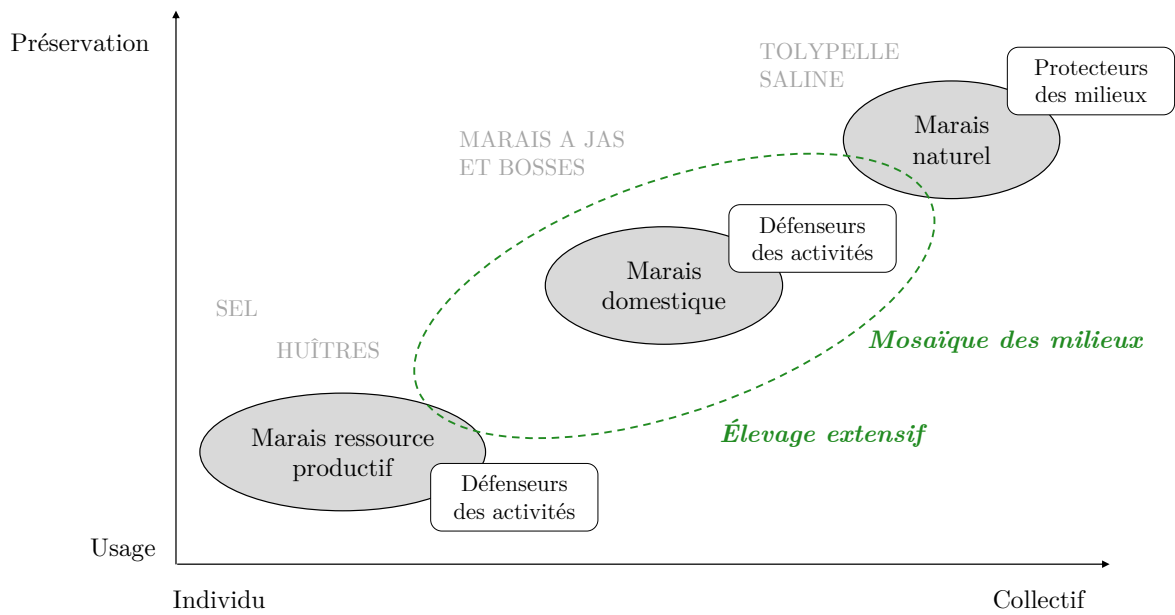 Préservation
TOLYPELLE
SALINE
Protecteurs
des milieux
Marais
naturel
MARAIS A JAS
ET BOSSES
Défenseurs
des activités
Marais
domestique
SEL
HUÎTRES
Mosaïque des milieux
Élevage extensif
Marais ressource
productif
Défenseurs
des activités
Usage
Individu
Collectif